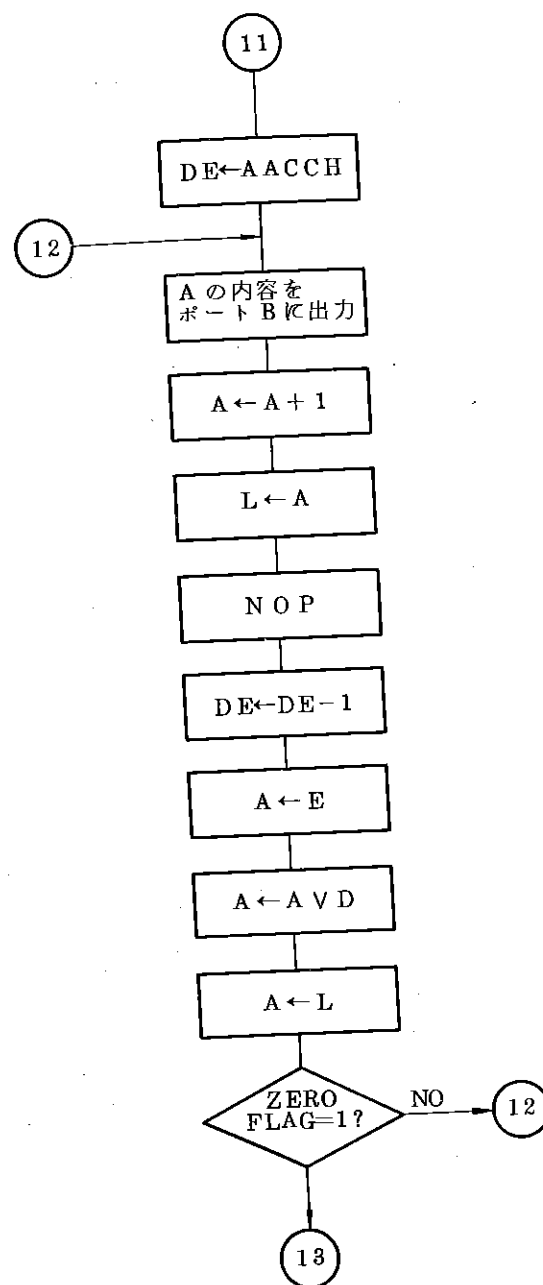 11
DE←AACCH
12
Aの内容を
ポートBに出力
A←A+1
L←A
NOP
DE←DE-1
A←E
A←A∨D
A←L
ZERO
FLAG=1?
NO
12
13